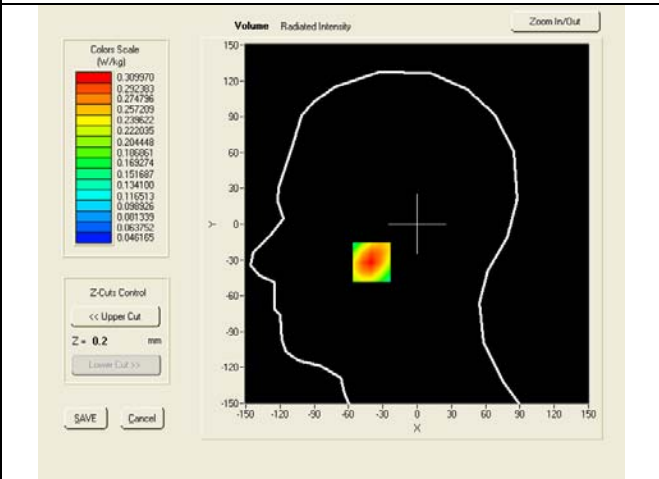 Volume Radiated Intensity
Zoom In/Out
Colors Scale
(W/kg)
0.309970
0.292383
0.274796
0.257209
0.239622
0.222035
0.204448
0.186861
0.169274
0.151687
0.134100
0.116513
0.098926
0.081339
0.063752
0.046165
Z-Cuts Control
<< Upper Cut
Z = 0.2 mm
Lower Cut >>
SAVE
Cancel
150
120
90
60
30
0
-30
-60
-90
-120
-150
Y
-150 -120 -90 -60 -30 0 30 60 90 120 150
X